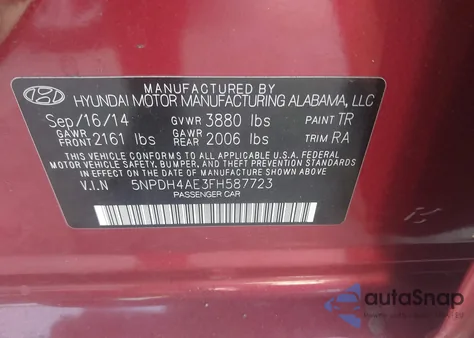 MANUFACTURED BY
HYUNDAI MOTOR MANUFACTURING ALABAMA, LLC
Sep/16/14 GVWR 3880 lbs PAINT TR
GAWR FRONT 2161 lbs GAWR REAR 2006 lbs TRIM RA
THIS VEHICLE CONFORMS TO ALL APPLICABLE U.S.A. FEDERAL
MOTOR VEHICLE SAFETY, BUMPER, AND THEFT PREVENTION
STANDARDS IN EFFECT ON THE DATE OF MANUFACTURE SHOWN ABOVE.
V.I.N 5NPDH4AE3FH587723
PASSENGER CAR
autoSnap